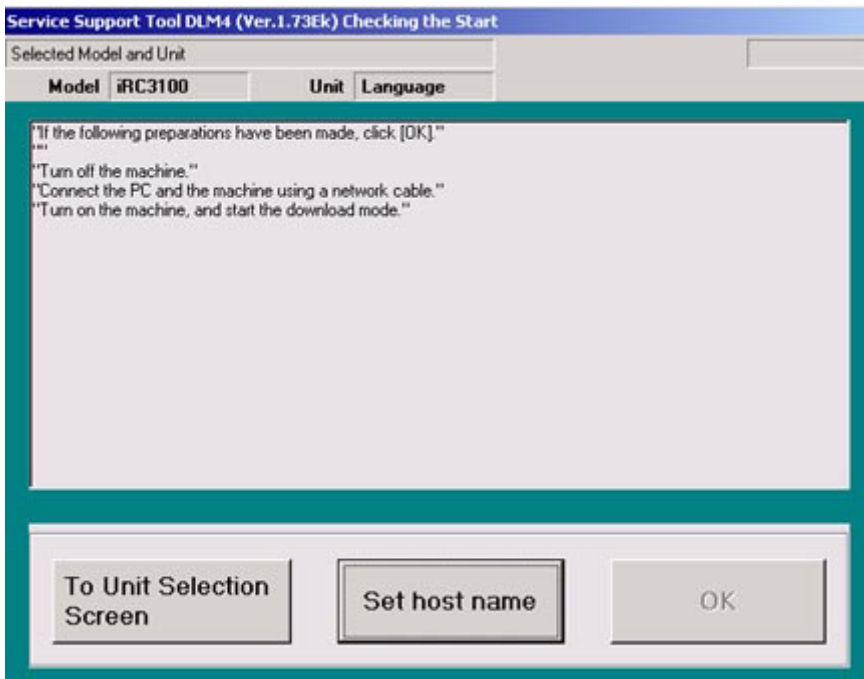 Service Support Tool DLM4 (Ver.1.73Ek) Checking the Start
Selected Model and Unit
Model iRC3100 Unit Language
"If the following preparations have been made, click [OK]."
""
"Turn off the machine."
"Connect the PC and the machine using a network cable."
"Turn on the machine, and start the download mode."
To Unit Selection
Screen
Set host name
OK